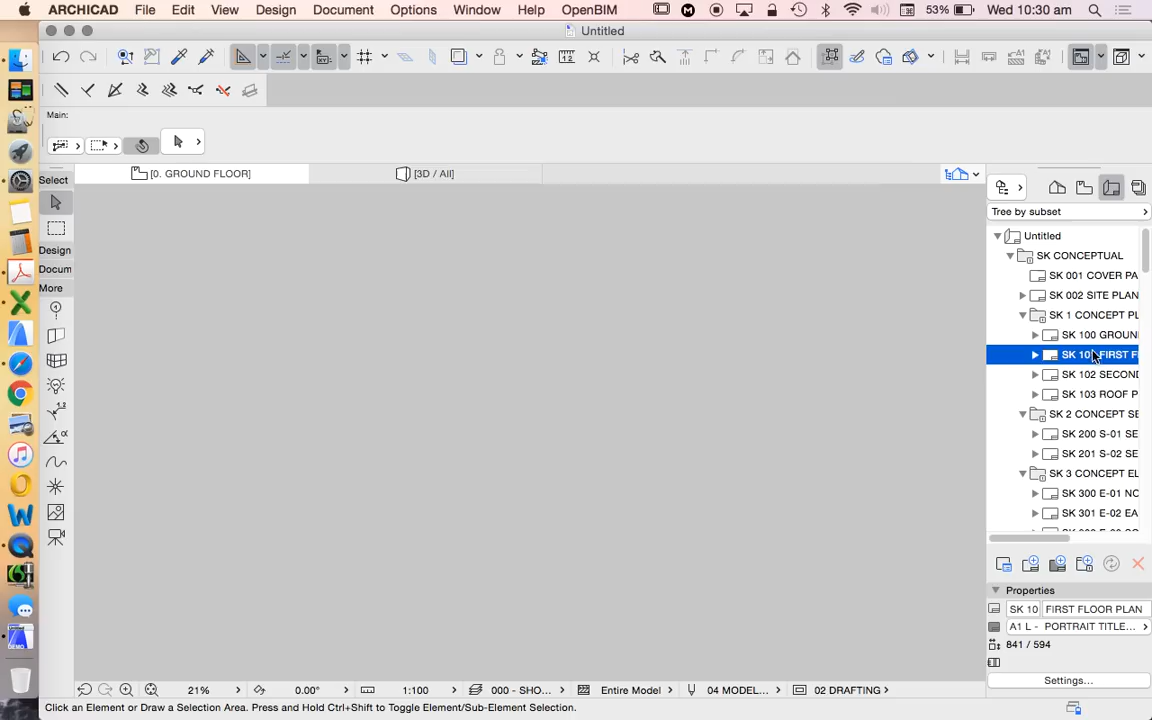 ARCHICAD File Edit View Design Document Options Window Help OpenBIM 53% Wed 10:30 am
Untitled
Main:
Select
[0. GROUND FLOOR]
[3D / All]
Tree by subset
Untitled
SK CONCEPTUAL
SK 001 COVER PA
SK 002 SITE PLAN
SK 1 CONCEPT PL
SK 100 GROUN
SK 10 FIRST F
SK 102 SECOND
SK 103 ROOF P
SK 2 CONCEPT SE
SK 200 S-01 SE
SK 201 S-02 SE
SK 3 CONCEPT EL
SK 300 E-01 NO
SK 301 E-02 EA
Design
Docum
More
Properties
SK 10 FIRST FLOOR PLAN
A1 L - PORTRAIT TITLE...
841 / 594
Settings...
21% 0.00° 1:100 000 - SHO... Entire Model 04 MODEL... 02 DRAFTING
Click an Element or Draw a Selection Area. Press and Hold Ctrl+Shift to Toggle Element/Sub-Element Selection.